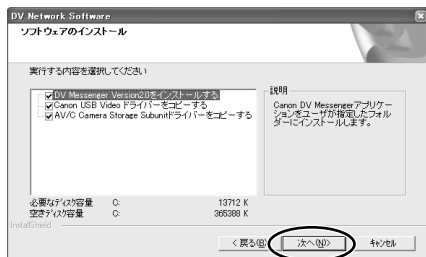 DV Network Software
ソフトウェアのインストール
実行する内容を選択してください
DV Messenger Version2.0をインストールする
Canon USB Video ドライバーをコピーする
AV/C Camera Storage Subunitドライバーをコピーする
説明
Canon DV Messengerアプリケー
ションをユーザが指定したフォル
ダーにインストールします。
必要なディスク容量 C: 13712 K
空きディスク容量 C: 365388 K
InstallShield
< 戻る(B) 次へ(N)> キャンセル